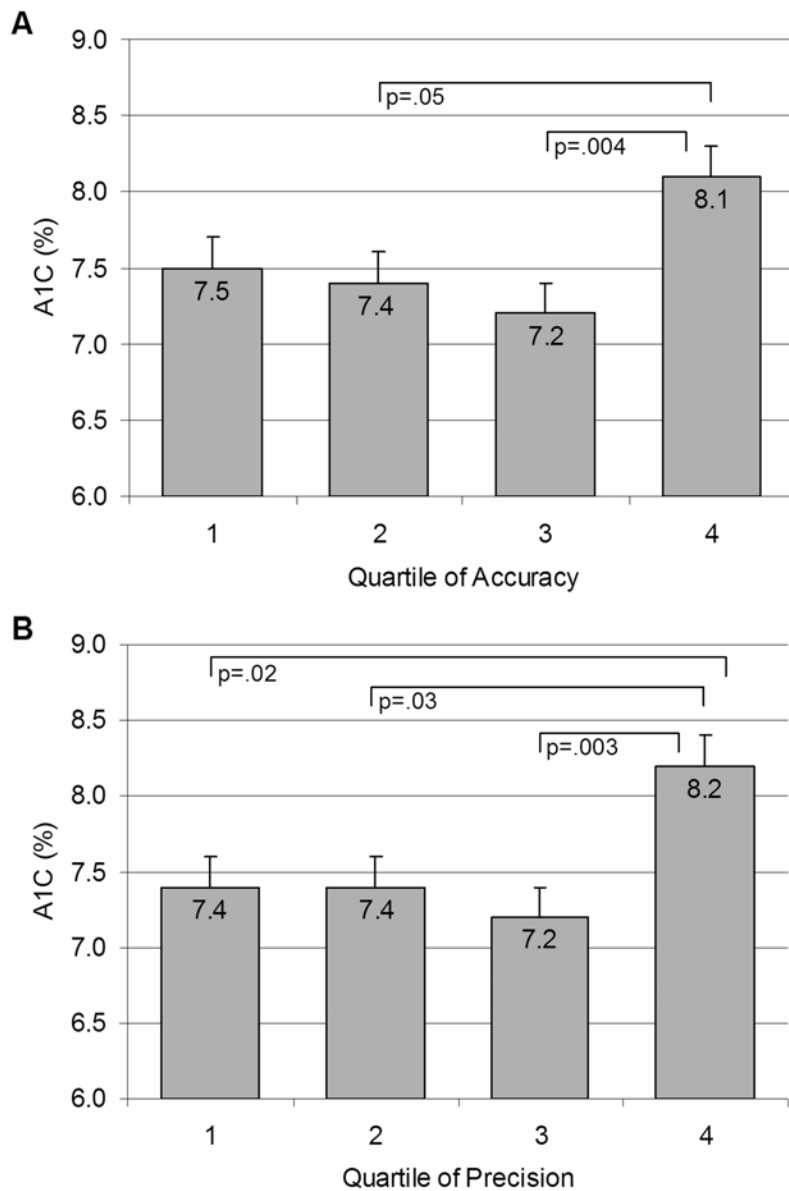 A
9.0
p=.05
8.5
p=.004
8.0
8.1
A1C (%)
7.5
7.5
7.4
7.2
7.0
6.5
6.0
1 2 3 4
Quartile of Accuracy
B
9.0
p=.02
p=.03
8.5
p=.003
8.0
8.2
A1C (%)
7.5
7.4
7.4
7.2
7.0
6.5
6.0
1 2 3 4
Quartile of Precision